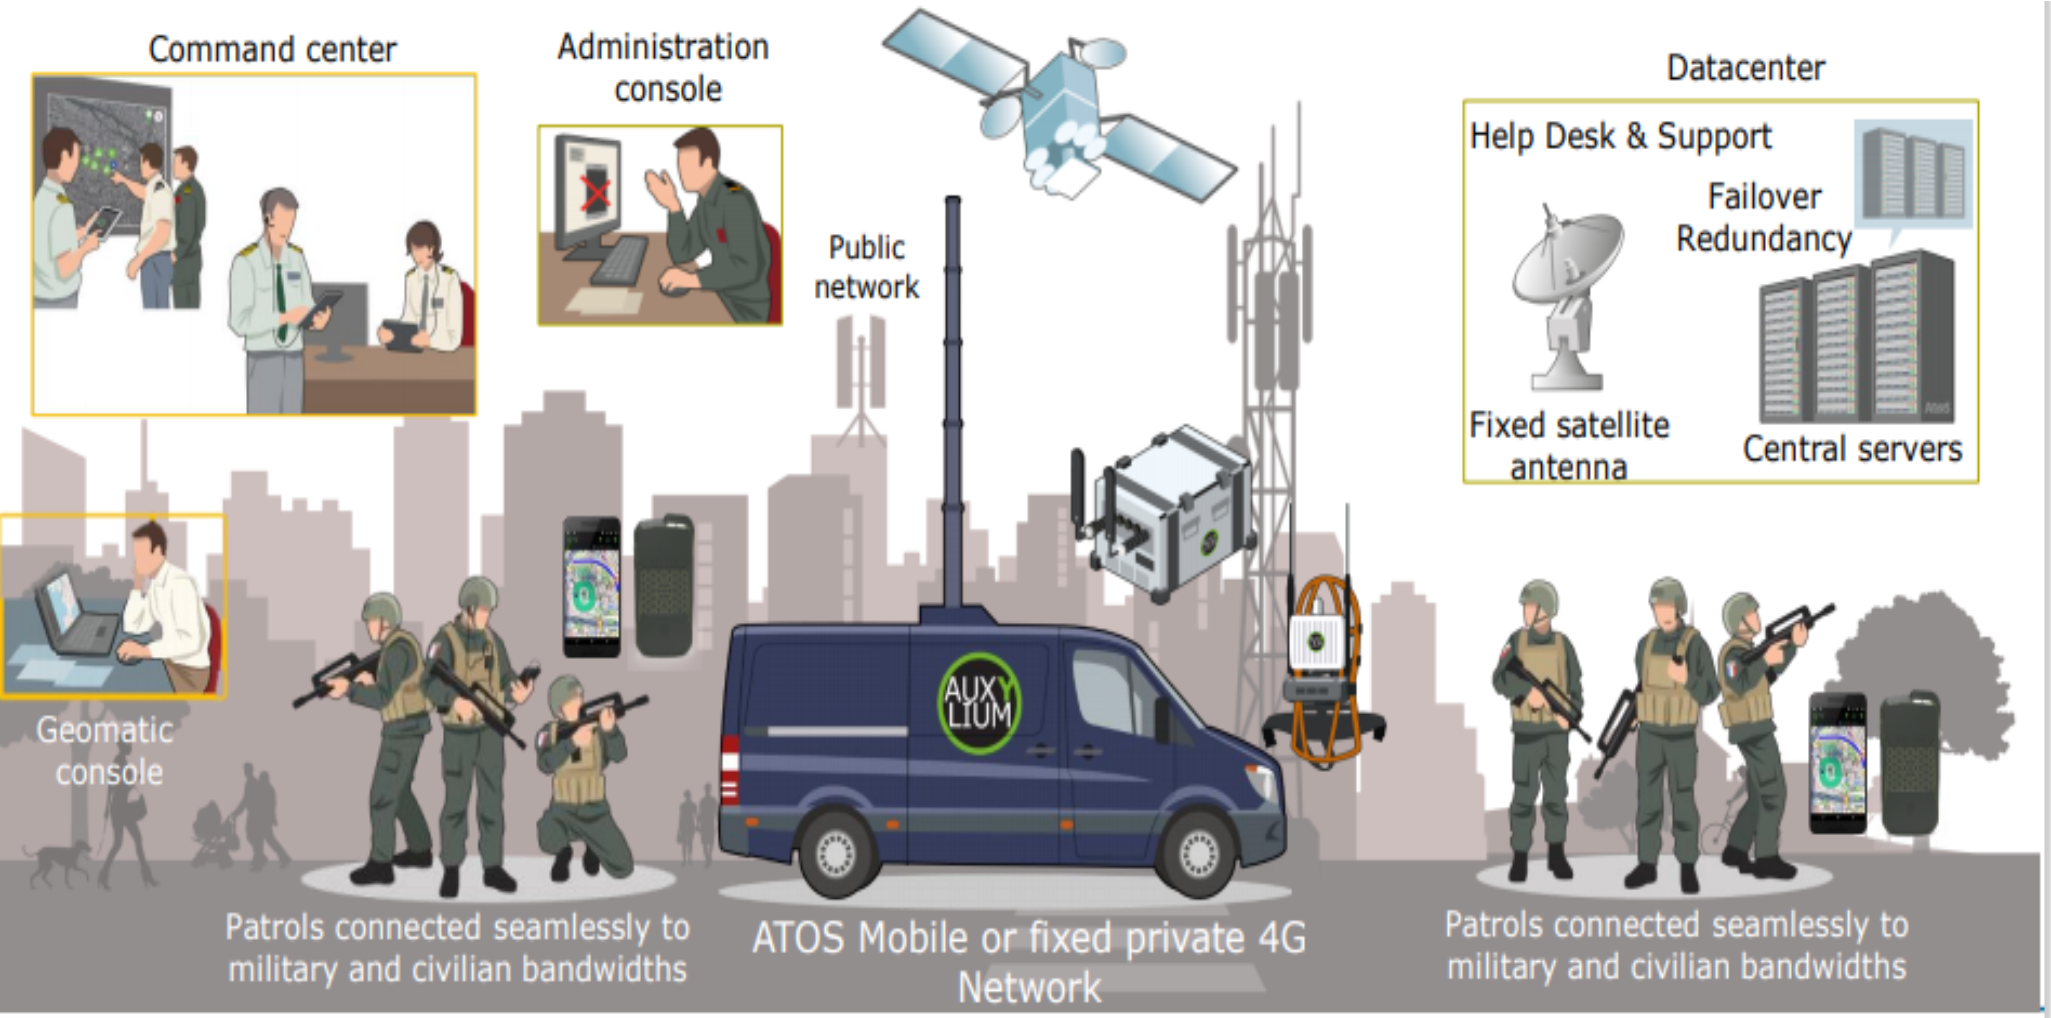 Command center
Administration
console
Datacenter
Help Desk & Support
Failover
Redundancy
Public
network
Fixed satellite
antenna
Central servers
Geomatic
console
AUXY
LIUM
Patrols connected seamlessly to
military and civilian bandwidths
ATOS Mobile or fixed private 4G
Network
Patrols connected seamlessly to
military and civilian bandwidths